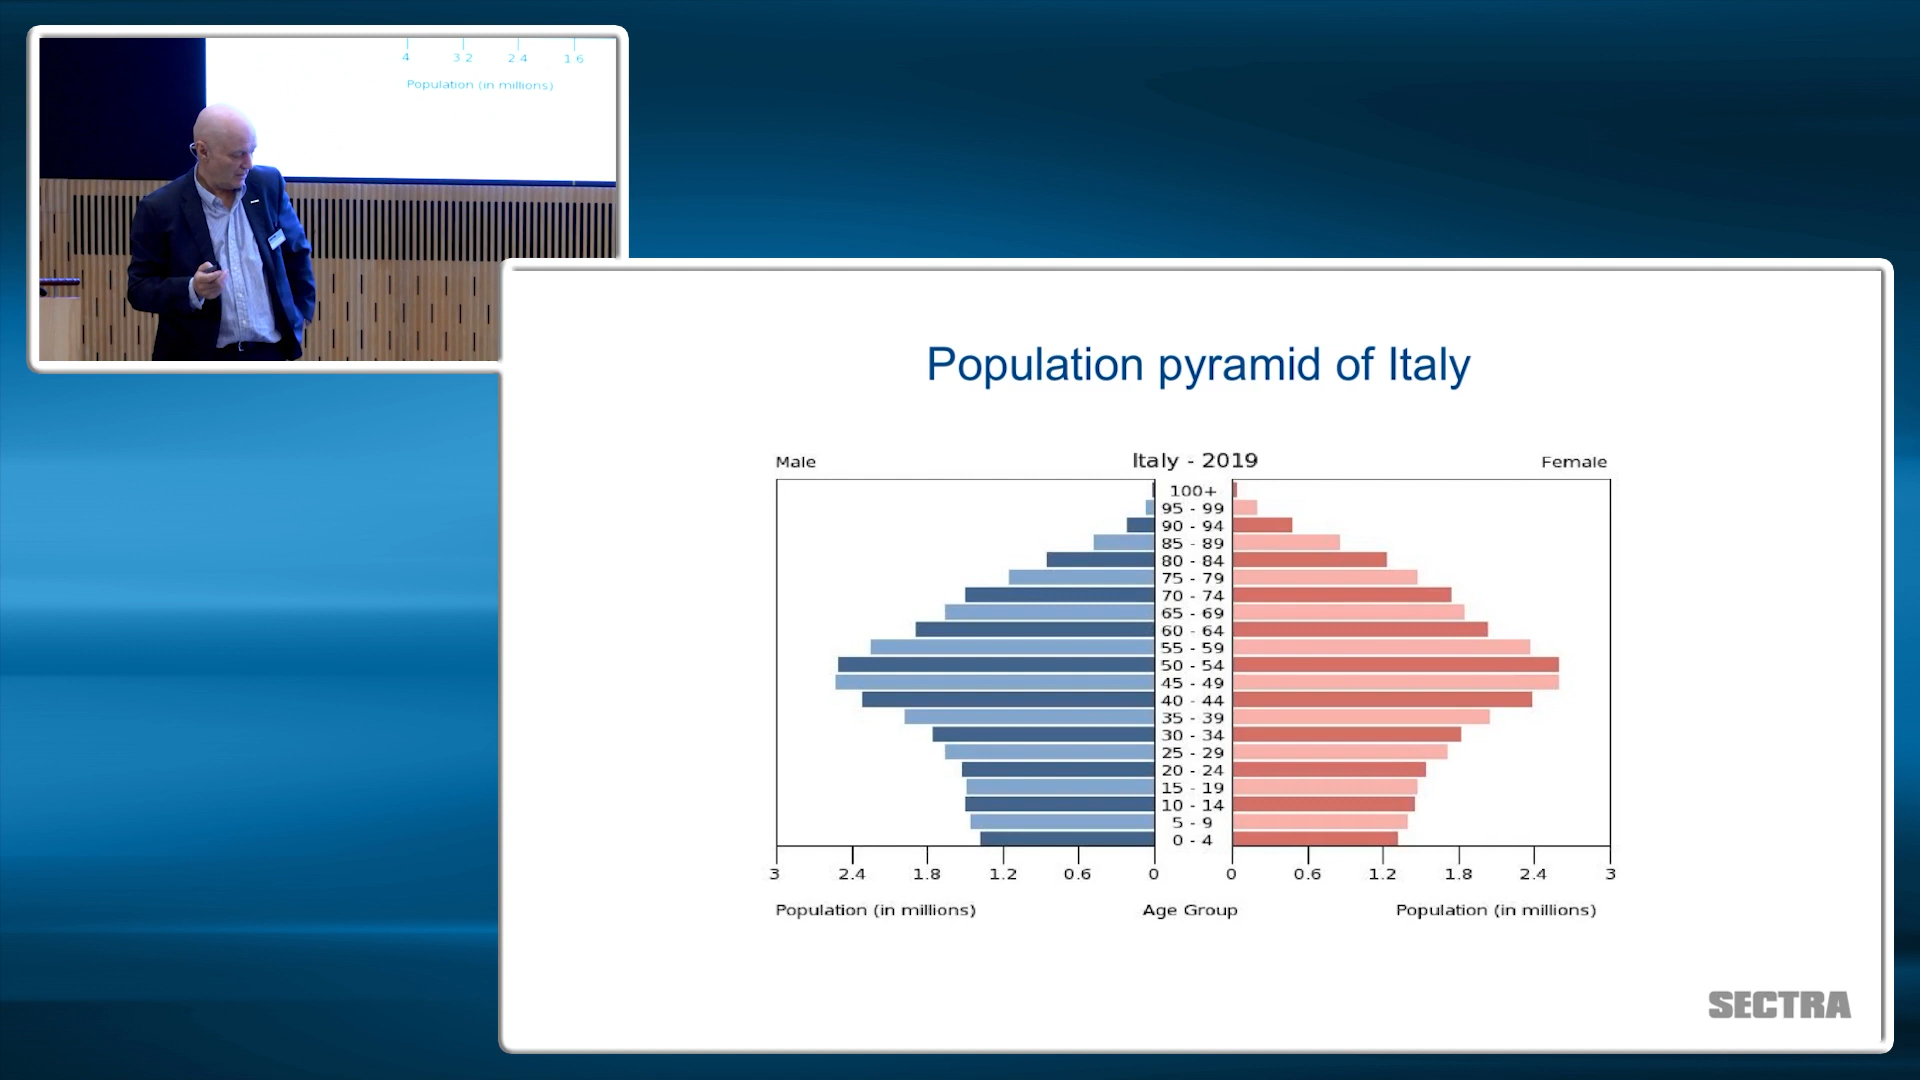 4 3 2 2 4 1 6
Population (in millions)
Population pyramid of Italy
Male Italy - 2019 Female
100+
95 - 99
90 - 94
85 - 89
80 - 84
75 - 79
70 - 74
65 - 69
60 - 64
55 - 59
50 - 54
45 - 49
40 - 44
35 - 39
30 - 34
25 - 29
20 - 24
15 - 19
10 - 14
5 - 9
0 - 4
3 2.4 1.8 1.2 0.6 0 0 0.6 1.2 1.8 2.4 3
Population (in millions) Age Group Population (in millions)
SECTRA